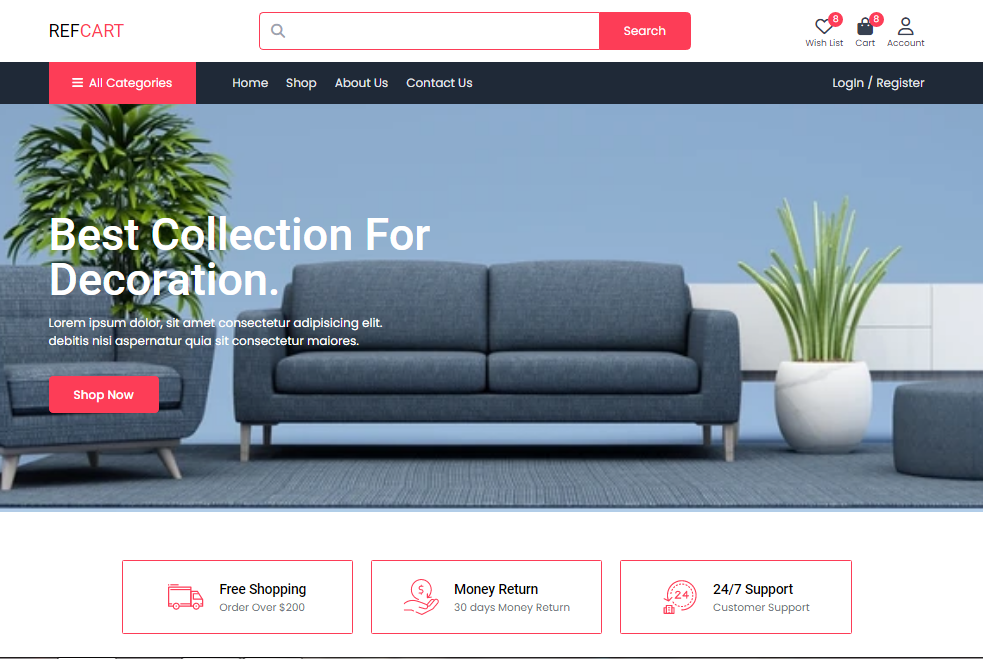 REFCART
Search
8
8
Wish List
Cart
Account
All Categories
Home
Shop
About Us
Contact Us
LogIn / Register
Best Collection For
Decoration.
Lorem ipsum dolor, sit amet consectetur adipisicing elit.
debitis nisi aspernatur quia sit consectetur maiores.
Shop Now
Free Shopping
Order Over $200
$
Money Return
30 days Money Return
24
24/7 Support
Customer Support